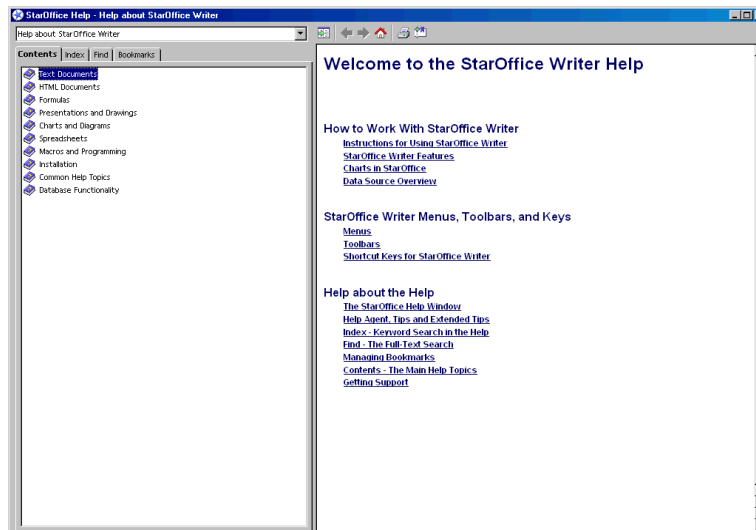 StarOffice Help - Help about StarOffice Writer
Help about StarOffice Writer
Contents Index Find Bookmarks
Text Documents
HTML Documents
Formulas
Presentations and Drawings
Charts and Diagrams
Spreadsheets
Macros and Programming
Installation
Common Help Topics
Database Functionality
Welcome to the StarOffice Writer Help
How to Work With StarOffice Writer
Instructions for Using StarOffice Writer
StarOffice Writer Features
Charts in StarOffice
Data Source Overview
StarOffice Writer Menus, Toolbars, and Keys
Menus
Toolbars
Shortcut Keys for StarOffice Writer
Help about the Help
The StarOffice Help Window
Help Agent, Tips and Extended Tips
Index - Keyword Search in the Help
Find - The Full-Text Search
Managing Bookmarks
Contents - The Main Help Topics
Getting Support